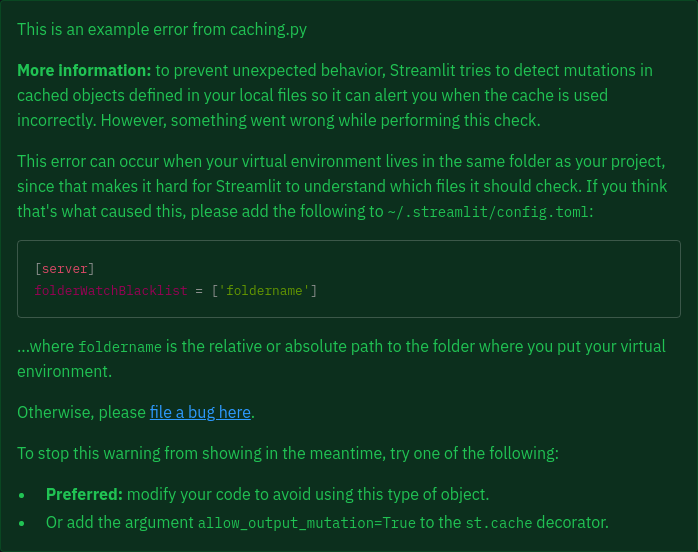 This is an example error from caching.py
More information: to prevent unexpected behavior, Streamlit tries to detect mutations in
cached objects defined in your local files so it can alert you when the cache is used
incorrectly. However, something went wrong while performing this check.
This error can occur when your virtual environment lives in the same folder as your project,
since that makes it hard for Streamlit to understand which files it should check. If you think
that's what caused this, please add the following to ~/.streamlit/config.toml:
[server]
folderWatchBlacklist = ['foldername']
...where foldername is the relative or absolute path to the folder where you put your virtual
environment.
Otherwise, please file a bug here.
To stop this warning from showing in the meantime, try one of the following:
• Preferred: modify your code to avoid using this type of object.
• Or add the argument allow_output_mutation=True to the st.cache decorator.